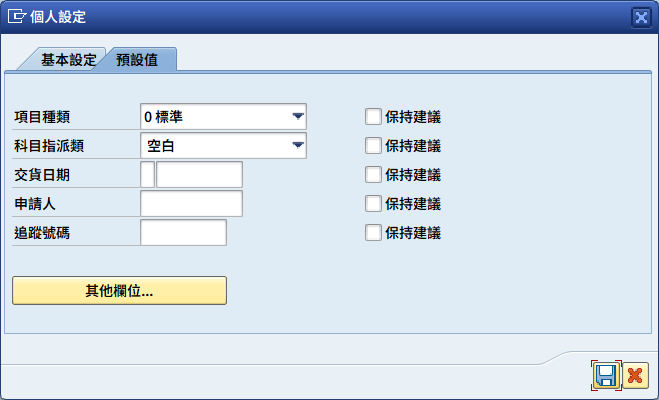 個人設定
基本設定 預設值
項目種類 0 標準 保持建議
科目指派類 空白 保持建議
交貨日期 保持建議
申請人 保持建議
追蹤號碼 保持建議
其他欄位...